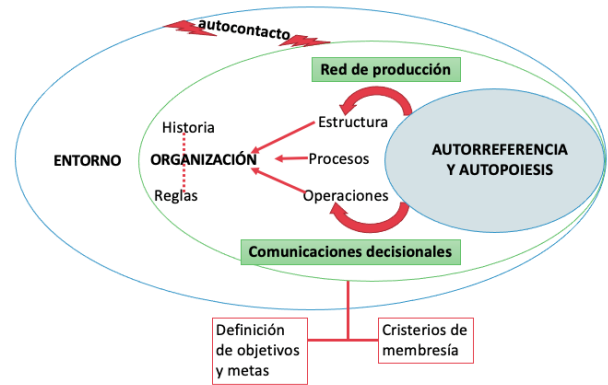 autocontacto
Red de producción
Historia
Estructura
AUTORREFERENCIA
Y AUTOPOIESIS
ENTORNO
ORGANIZACIÓN
Procesos
Reglas
Operaciones
Comunicaciones decisionales
Definición
de objetivos
y metas
Cristerios de
membresía